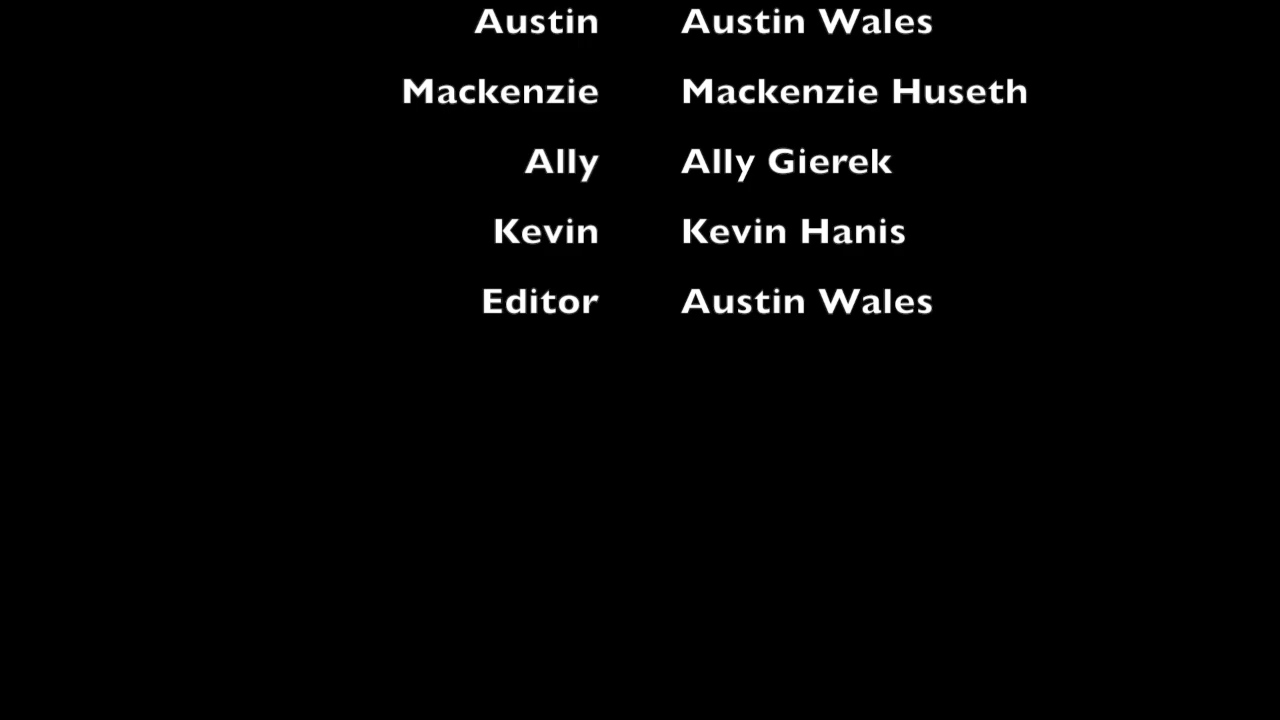 Austin Austin Wales
Mackenzie Mackenzie Huseth
Ally Ally Gierek
Kevin Kevin Hanis
Editor Austin Wales